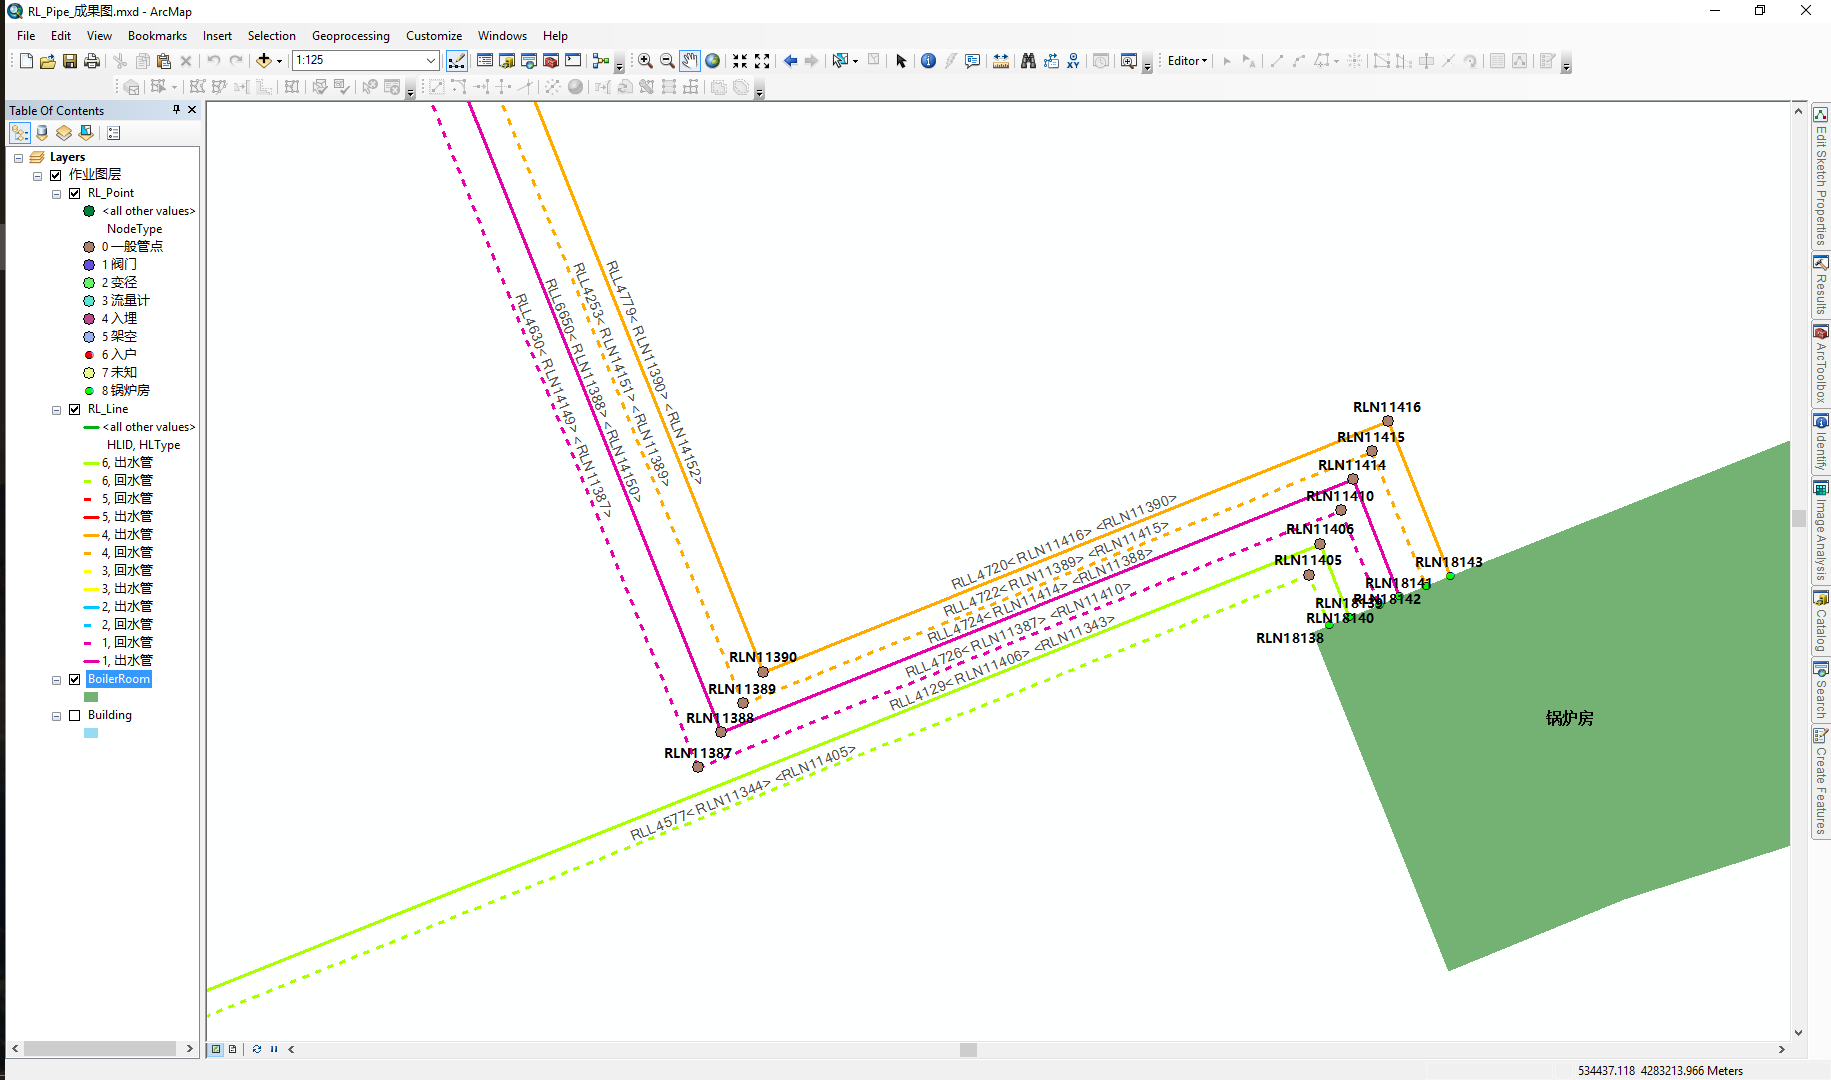 RL_Pipe_成果图.mxd - ArcMap
File Edit View Bookmarks Insert Selection Geoprocessing Customize Windows Help
1:125
Editor
Table Of Contents
Layers
作业图层
RL_Point
<all other values>
NodeType
0 一般管点
1 阀门
2 变径
3 流量计
4 入埋
5 架空
6 入户
7 未知
8 锅炉房
RL_Line
<all other values>
HLID, HLType
6, 出水管
6, 回水管
5, 回水管
5, 出水管
4, 出水管
4, 回水管
3, 回水管
3, 出水管
2, 出水管
2, 回水管
1, 回水管
1, 出水管
BoilerRoom
Building
RLL4630< RLN14149> <RLN11387>
RLL6650< RLN11388> <RLN14150>
RLL4253< RLN14151> <RLN11389>
RLL4779< RLN11390> <RLN14152>
RLN11416
RLN11415
RLN11414
RLN11410
RLN11406
RLN11405
RLL4720< RLN11416> <RLN11390>
RLL4722< RLN11389> <RLN11415>
RLL4724< RLN11414> <RLN11388>
RLL4726< RLN11387> <RLN11410>
RLL4129< RLN11406> <RLN11343>
RLL4577< RLN11344> <RLN11405>
RLN18143
RLN18141
RLN18142
RLN18139
RLN18140
RLN18138
RLN11390
RLN11389
RLN11388
RLN11387
锅炉房
Edit Sketch Properties
Results
ArcToolbox
Identify
Image Analysis
Catalog
Search
Create Features
534437.118 4283213.966 Meters